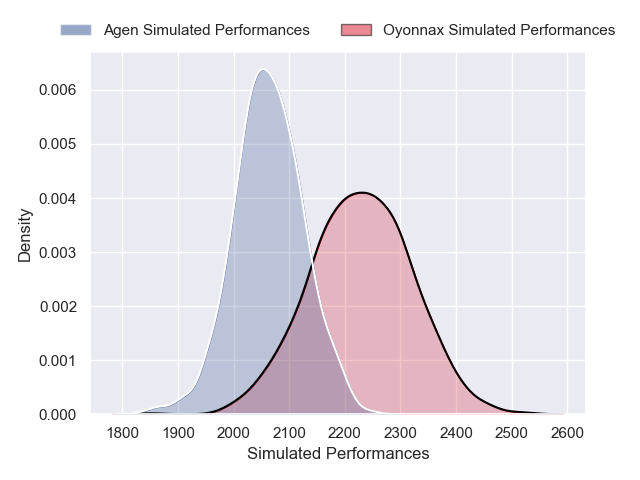 Agen Simulated Performances Oyonnax Simulated Performances
0.006
0.005
0.004
0.003
0.002
0.001
0.000
Density
1800 1900 2000 2100 2200 2300 2400 2500 2600
Simulated Performances